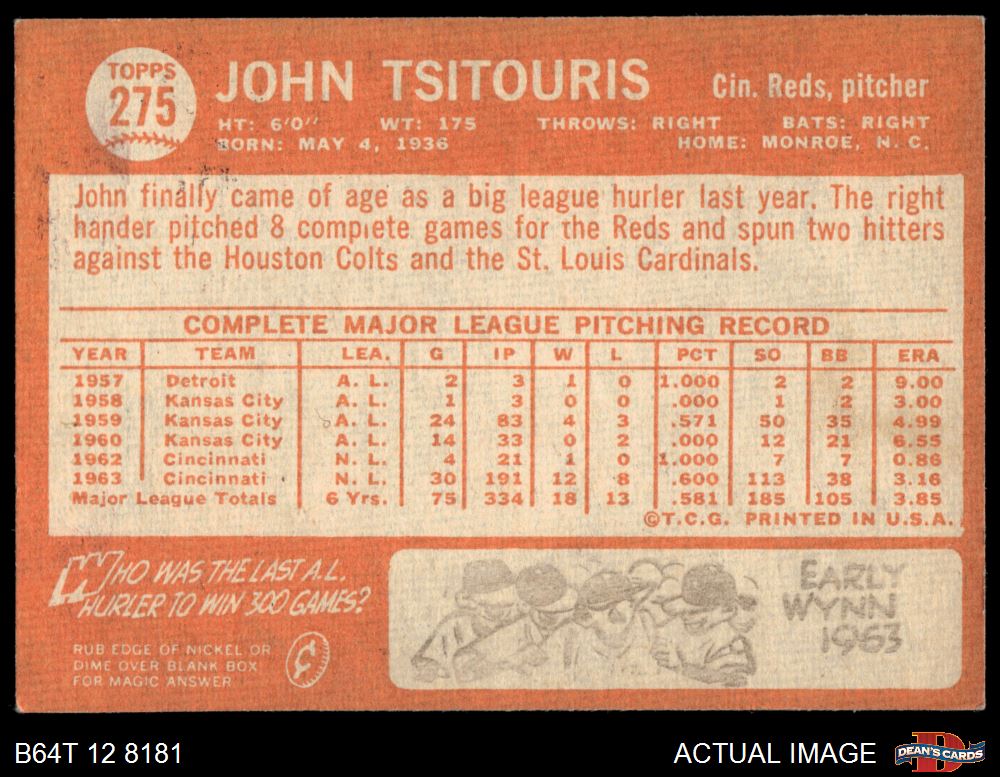 TOPPS
275
JOHN TSITOURIS
Cin. Reds, pitcher
HT: 6'0" WT: 175 THROWS: RIGHT BATS: RIGHT
BORN: MAY 4, 1936 HOME: MONROE, N. C.
John finally came of age as a big league hurler last year. The right
hander pitched 8 complete games for the Reds and spun two hitters
against the Houston Colts and the St. Louis Cardinals.
COMPLETE MAJOR LEAGUE PITCHING RECORD
YEAR TEAM LEA. G IP W L PCT SO BB ERA
1957 Detroit A. L. 2 3 1 0 1.000 2 2 9.00
1958 Kansas City A. L. 1 3 0 0 .000 1 2 3.00
1959 Kansas City A. L. 24 83 4 3 .571 50 35 4.99
1960 Kansas City A. L. 14 33 0 2 .000 12 21 6.55
1962 Cincinnati N. L. 4 21 1 0 1.000 7 7 0.86
1963 Cincinnati N. L. 30 191 12 8 .600 113 38 3.16
Major League Totals 6 Yrs. 75 334 18 13 .581 185 105 3.85
©T.C.G. PRINTED IN U.S.A.
WHO WAS THE LAST A.L.
HURLER TO WIN 300 GAMES?
RUB EDGE OF NICKEL OR
DIME OVER BLANK BOX
FOR MAGIC ANSWER
¢
EARLY
WYNN
1963
B64T 12 8181
ACTUAL IMAGE
D
DEAN'S CARDS